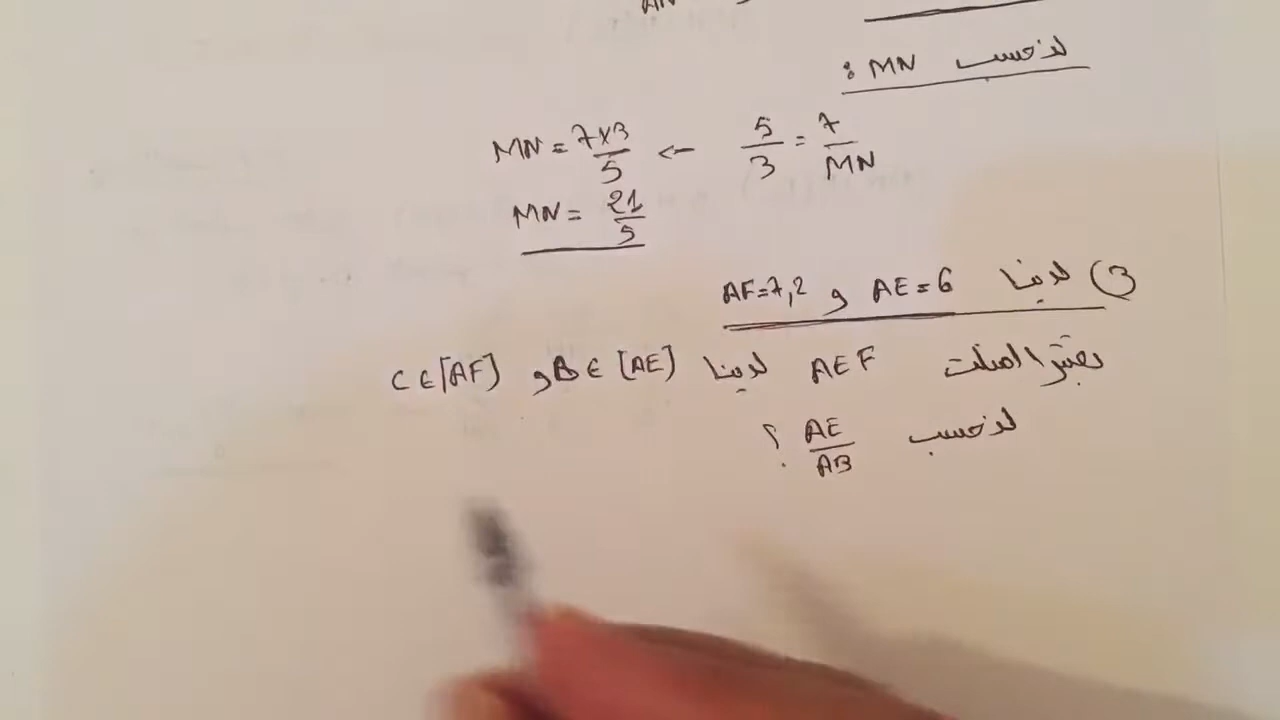 AN
لنحسب MN :
5/3 = 7/MN ← MN = 7×3/5
MN = 21/5
3) لدينا AE=6 و AF=7,2
نعتبر المثلث AEF لدينا B∈[AE] و C∈[AF]
لنحسب AE/AB ؟